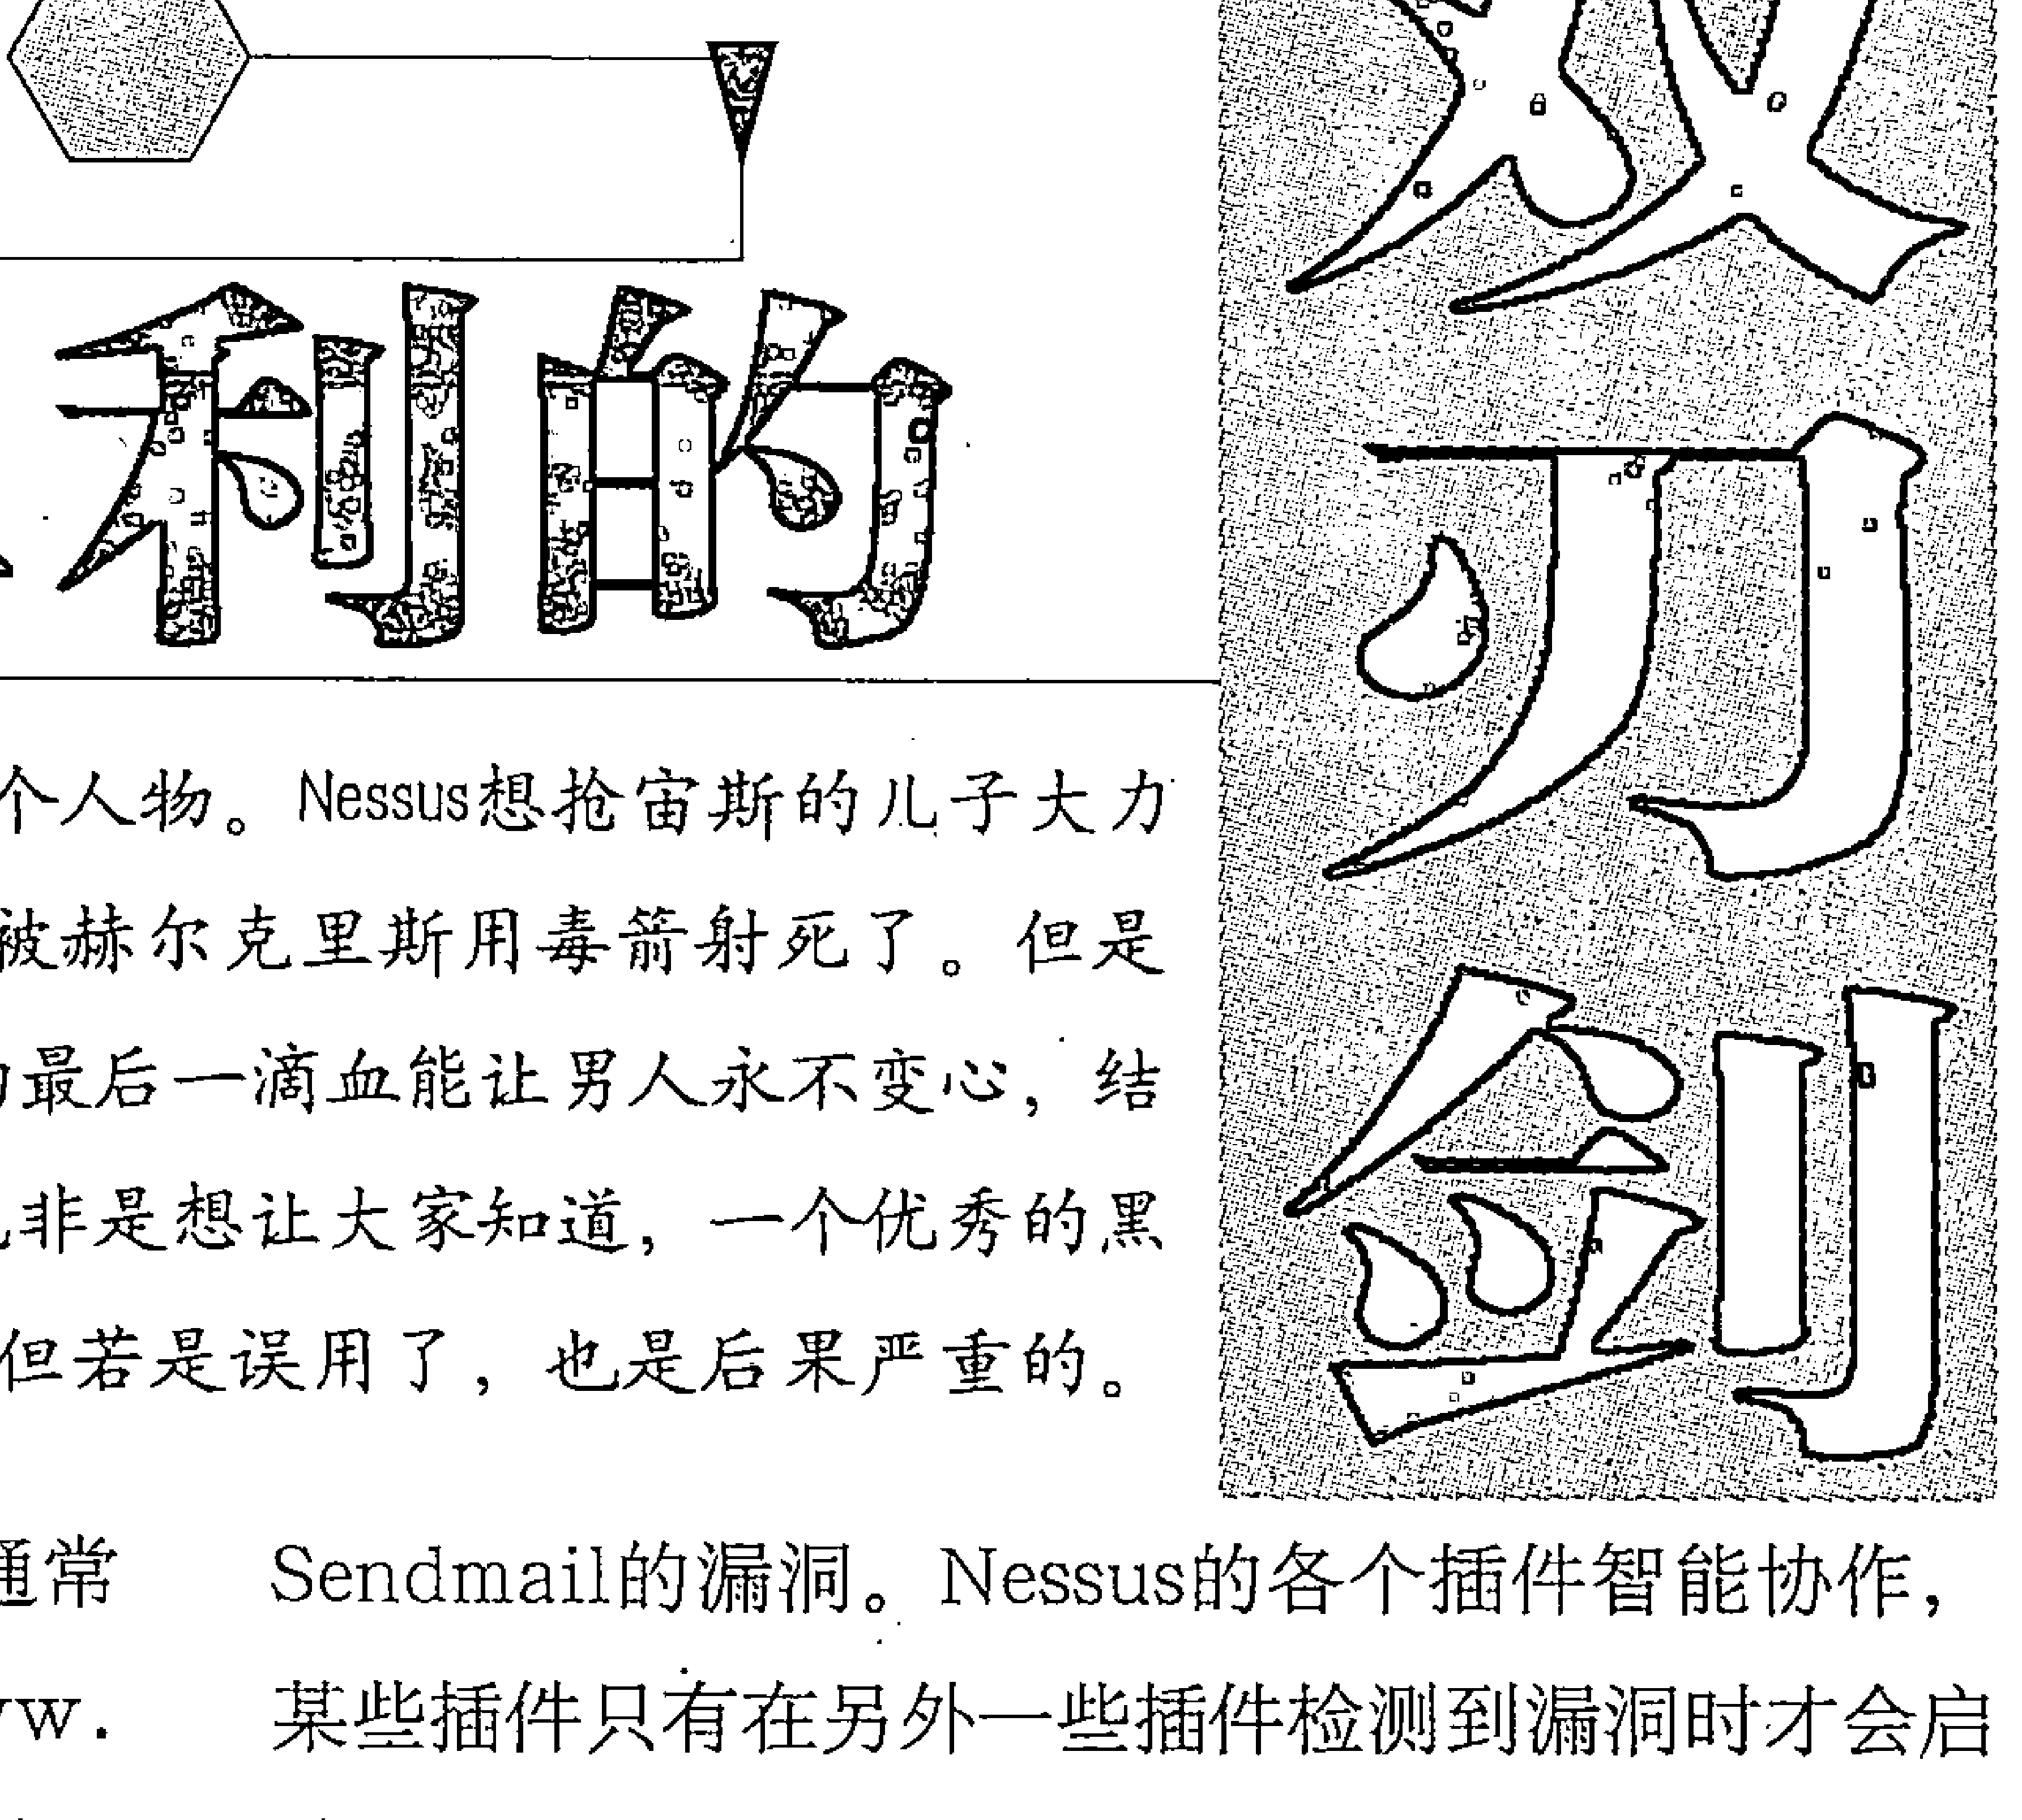 利的
双刃剑
个人物。Nessus想抢宙斯的儿子大力
被赫尔克里斯用毒箭射死了。但是
最后一滴血能让男人永不变心，结
非是想让大家知道，一个优秀的黑
但若是误用了，也是后果严重的。
通常
w.
Sendmail的漏洞。Nessus的各个插件智能协作，
某些插件只有在另外一些插件检测到漏洞时才会启